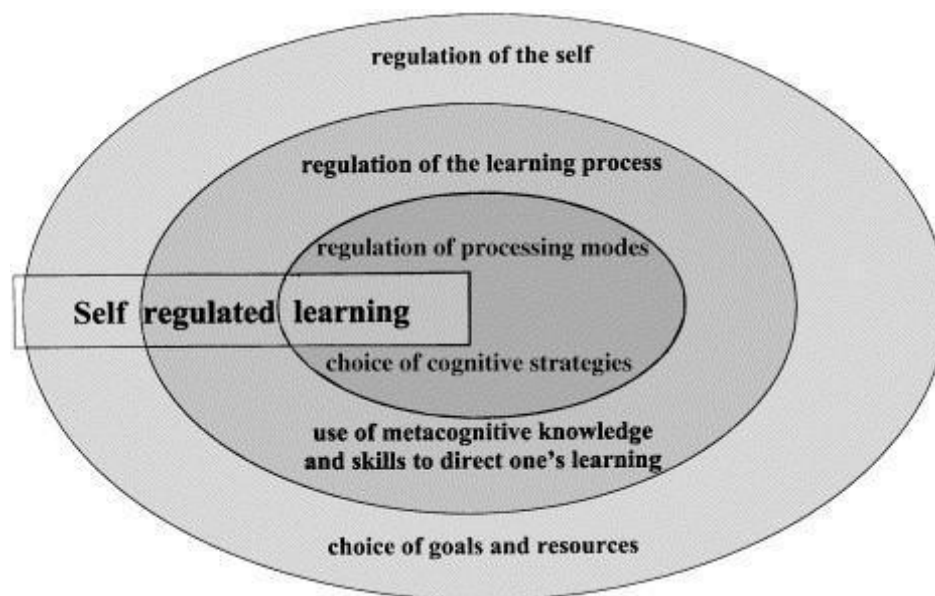 regulation of the self
regulation of the learning process
regulation of processing modes
Self regulated learning
choice of cognitive strategies
use of metacognitive knowledge
and skills to direct one's learning
choice of goals and resources